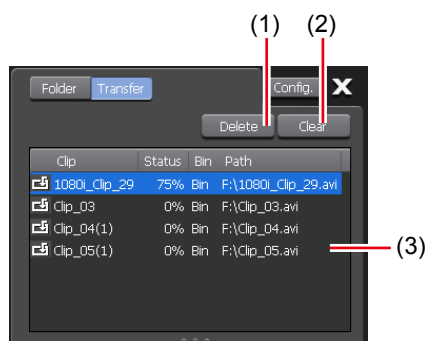 (1) (2)
Folder Transfer Config. X
Delete Clear
Clip Status Bin Path
1080i_Clip_29 75% Bin F:\1080i_Clip_29.avi
Clip_03 0% Bin F:\Clip_03.avi
Clip_04(1) 0% Bin F:\Clip_04.avi
Clip_05(1) 0% Bin F:\Clip_05.avi
(3)